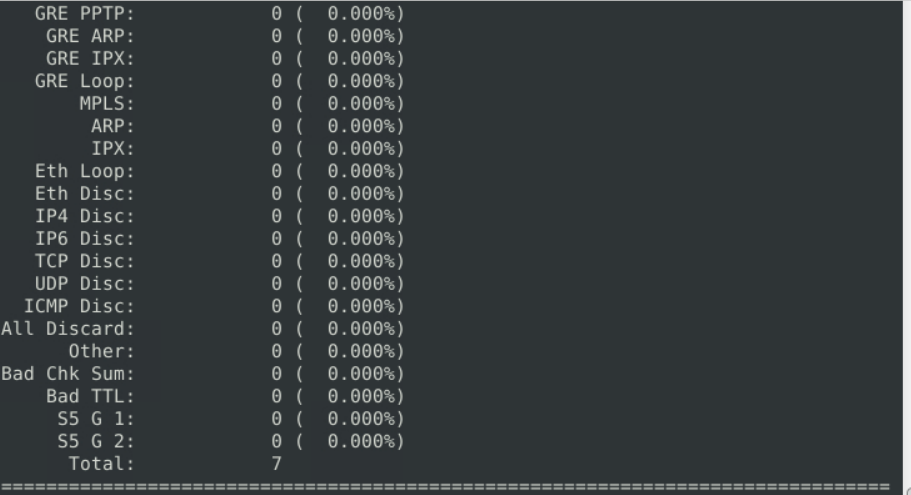 GRE PPTP: 0 ( 0.000%)
GRE ARP: 0 ( 0.000%)
GRE IPX: 0 ( 0.000%)
GRE Loop: 0 ( 0.000%)
MPLS: 0 ( 0.000%)
ARP: 0 ( 0.000%)
IPX: 0 ( 0.000%)
Eth Loop: 0 ( 0.000%)
Eth Disc: 0 ( 0.000%)
IP4 Disc: 0 ( 0.000%)
IP6 Disc: 0 ( 0.000%)
TCP Disc: 0 ( 0.000%)
UDP Disc: 0 ( 0.000%)
ICMP Disc: 0 ( 0.000%)
All Discard: 0 ( 0.000%)
Other: 0 ( 0.000%)
Bad Chk Sum: 0 ( 0.000%)
Bad TTL: 0 ( 0.000%)
S5 G 1: 0 ( 0.000%)
S5 G 2: 0 ( 0.000%)
Total: 7
===============================================================================